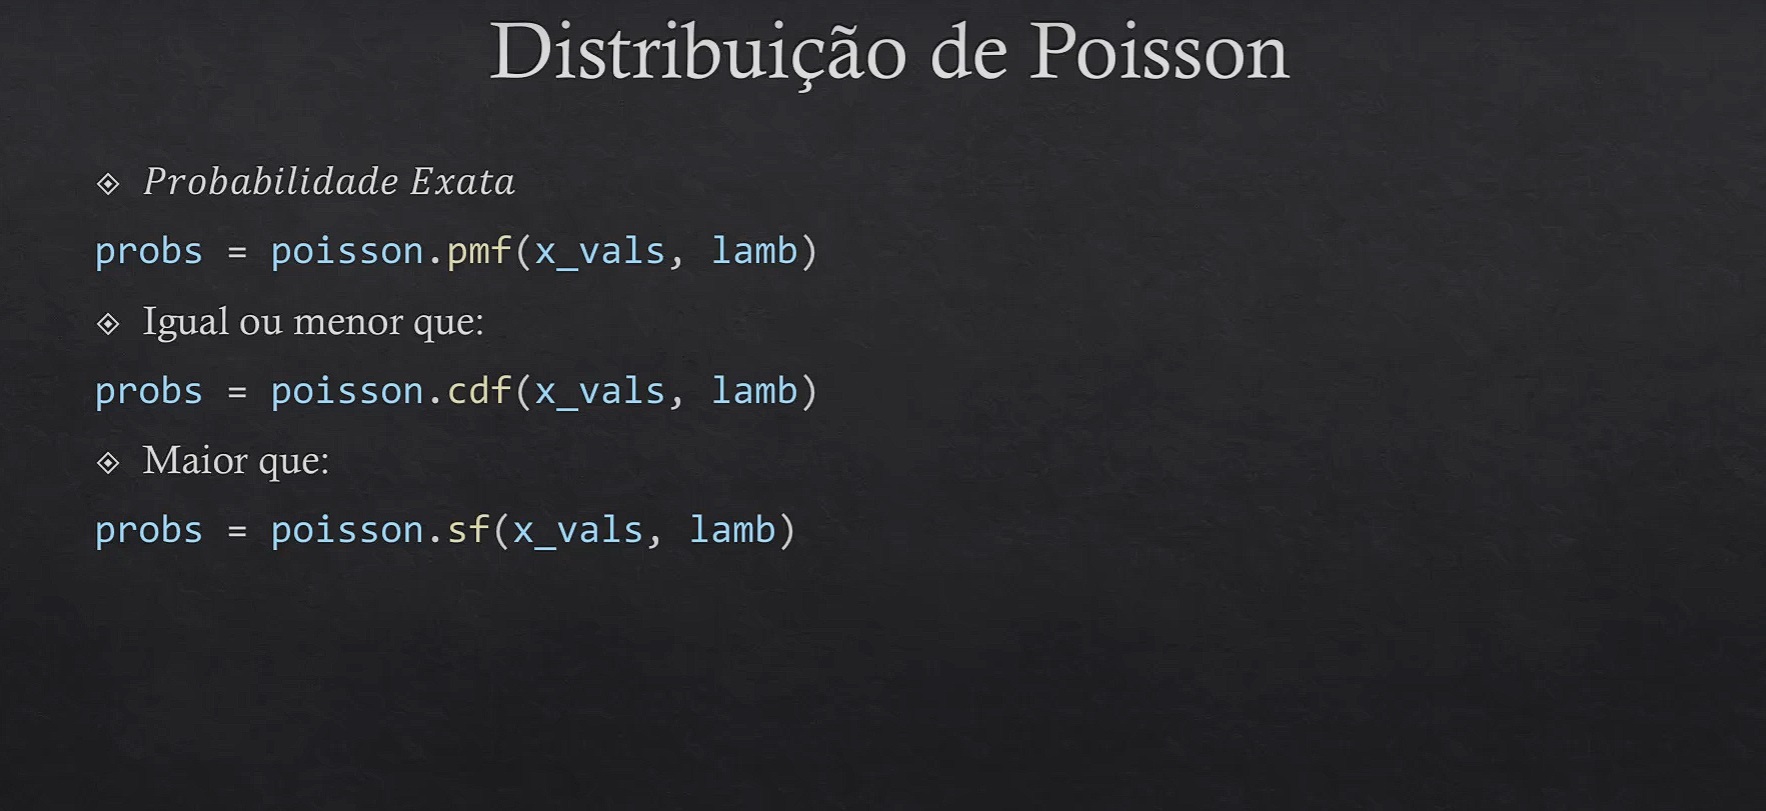 Distribuição de Poisson
Probabilidade Exata
probs = poisson.pmf(x_vals, lamb)
Igual ou menor que:
probs = poisson.cdf(x_vals, lamb)
Maior que:
probs = poisson.sf(x_vals, lamb)